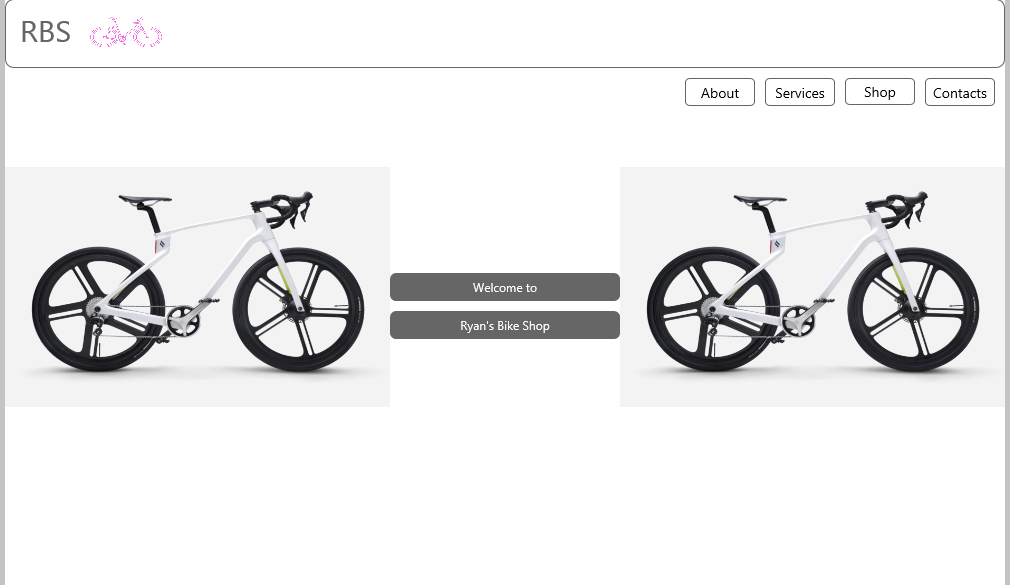 RBS
About
Services
Shop
Contacts
Welcome to
Ryan's Bike Shop